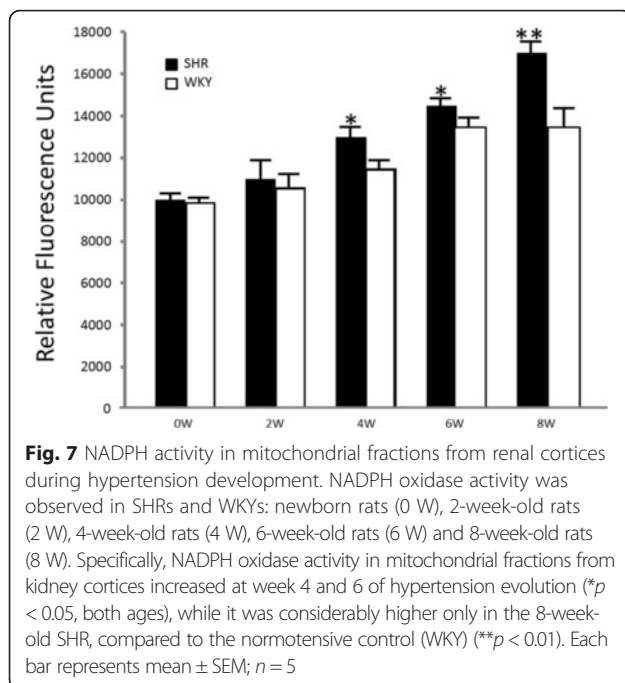 18000
16000
14000
12000
10000
8000
6000
4000
2000
0
Relative Fluorescence Units
SHR
WKY
*
*
**
0W
2W
4W
6W
8W
Fig. 7 NADPH activity in mitochondrial fractions from renal cortices
during hypertension development. NADPH oxidase activity was
observed in SHRs and WKYs: newborn rats (0 W), 2-week-old rats
(2 W), 4-week-old rats (4 W), 6-week-old rats (6 W) and 8-week-old rats
(8 W). Specifically, NADPH oxidase activity in mitochondrial fractions from
kidney cortices increased at week 4 and 6 of hypertension evolution (*p
< 0.05, both ages), while it was considerably higher only in the 8-week-
old SHR, compared to the normotensive control (WKY) (**p < 0.01). Each
bar represents mean ± SEM; n = 5